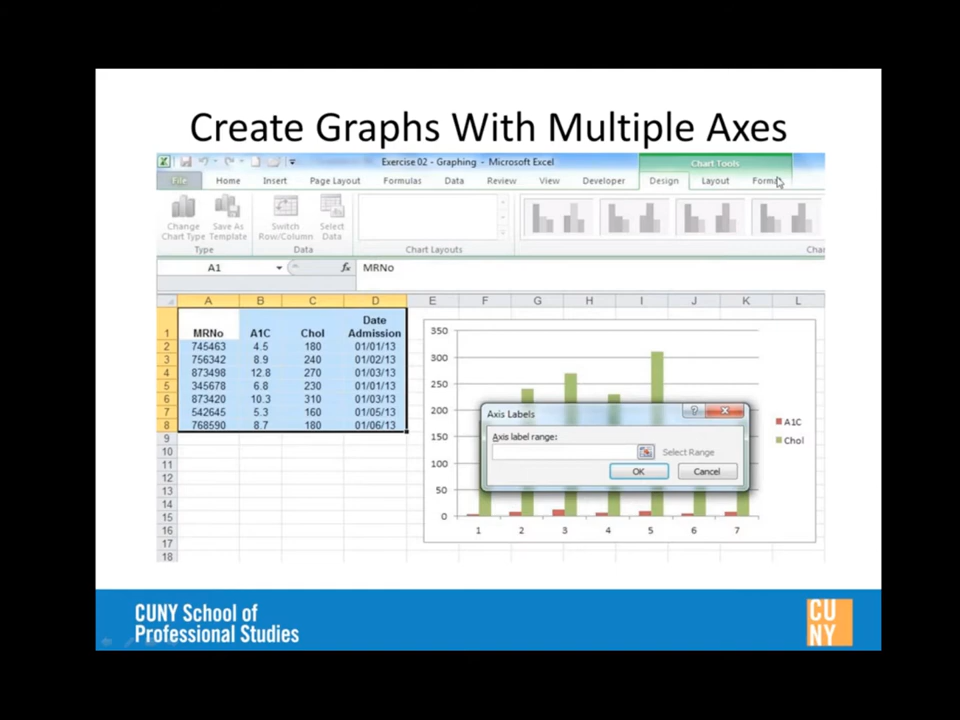 Create Graphs With Multiple Axes
Exercise 02 - Graphing - Microsoft Excel
Chart Tools
File Home Insert Page Layout Formulas Data Review View Developer Design Layout Format
Change Chart Type
Save As Template
Switch Row/Column
Select Data
Type Data Chart Layouts Char
A1 fx MRNo
A B C D E F G H I J K L
1 MRNo A1C Chol Date Admission
2 745463 4.5 180 01/01/13
3 756342 8.9 240 01/02/13
4 873498 12.8 270 01/03/13
5 345678 6.8 230 01/01/13
6 873420 10.3 310 01/03/13
7 542645 5.3 160 01/05/13
8 768590 8.7 180 01/06/13
9
10
11
12
13
14
15
16
17
18
350
300
250
200
150
100
50
0
1 2 3 4 5 6 7
A1C
Chol
Axis Labels
?
Axis label range:
Select Range
OK Cancel
CUNY School of
Professional Studies
CU
NY